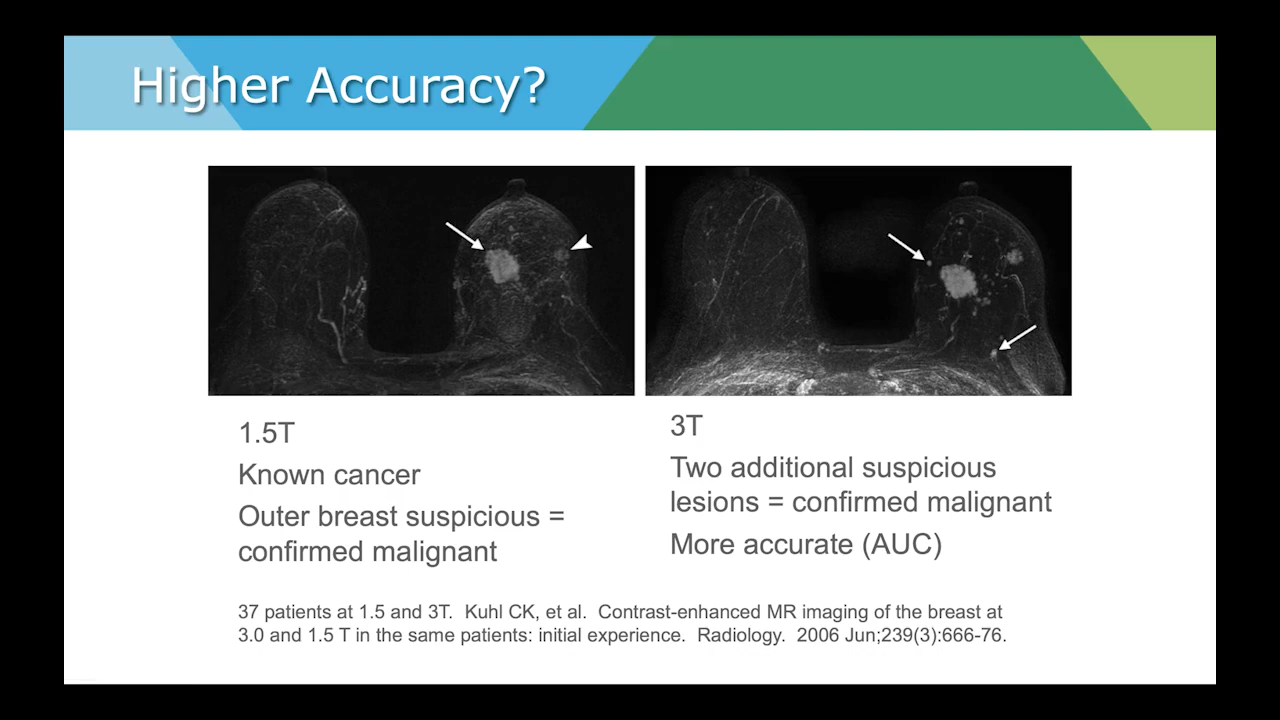 Higher Accuracy?
1.5T
Known cancer
Outer breast suspicious =
confirmed malignant
3T
Two additional suspicious
lesions = confirmed malignant
More accurate (AUC)
37 patients at 1.5 and 3T.  Kuhl CK, et al.  Contrast-enhanced MR imaging of the breast at
3.0 and 1.5 T in the same patients: initial experience.  Radiology.  2006 Jun;239(3):666-76.